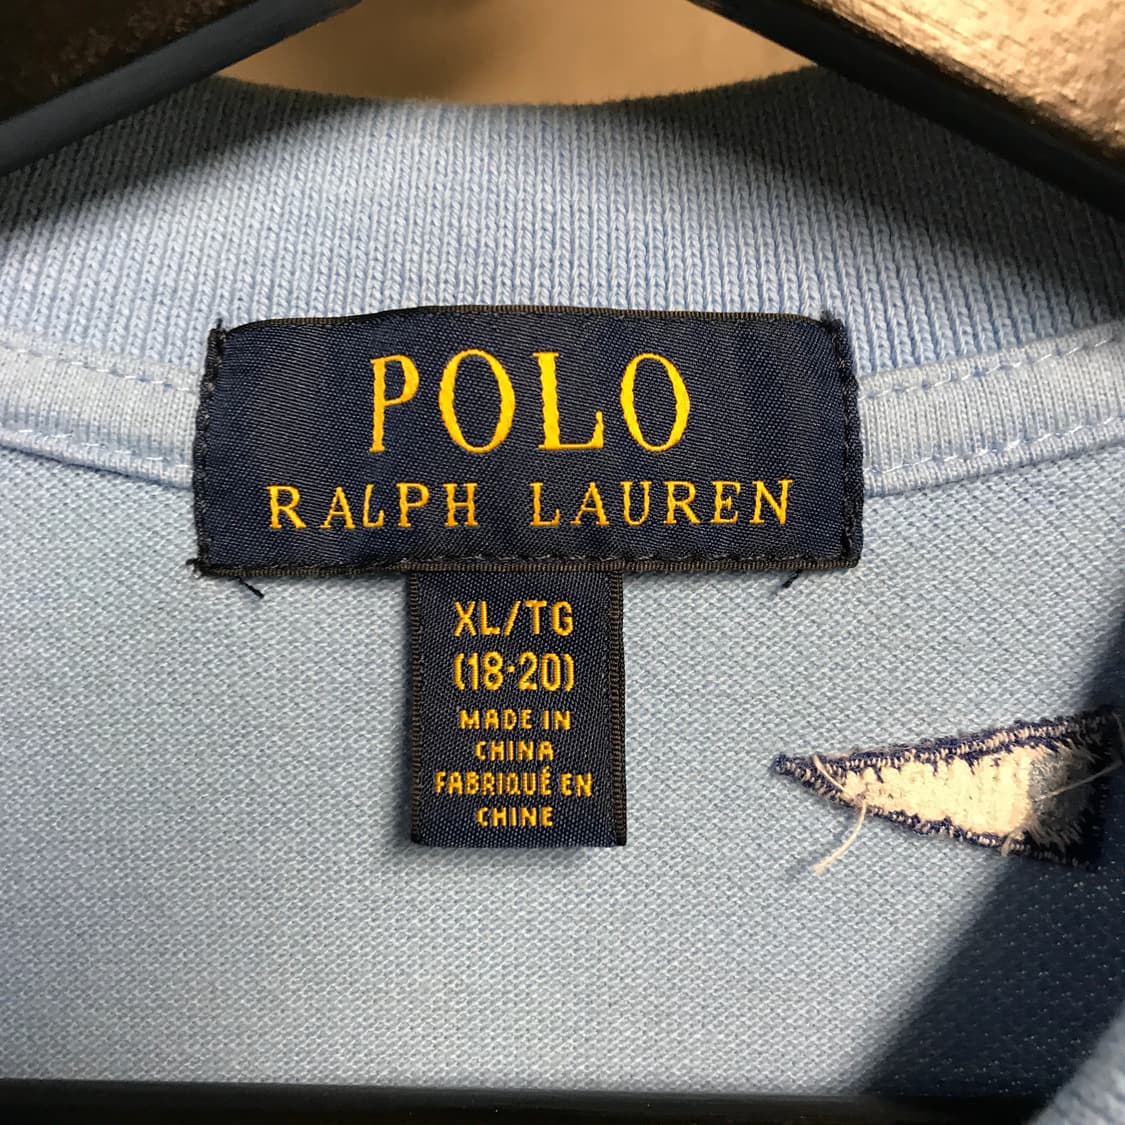 POLO
RALPH LAUREN
XL/TG
(18-20)
MADE IN
CHINA
FABRIQUÉ EN
CHINE